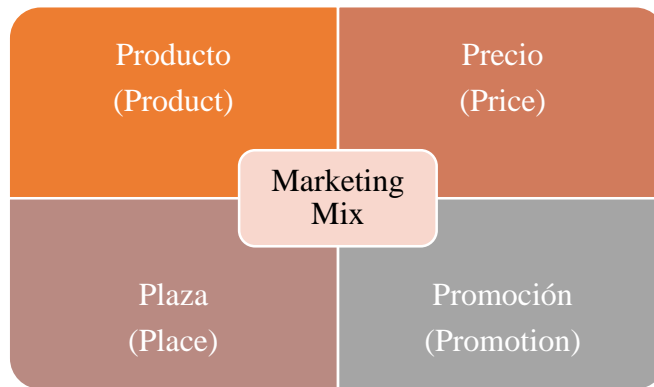 Producto
(Product)
Precio
(Price)
Marketing
Mix
Plaza
(Place)
Promoción
(Promotion)